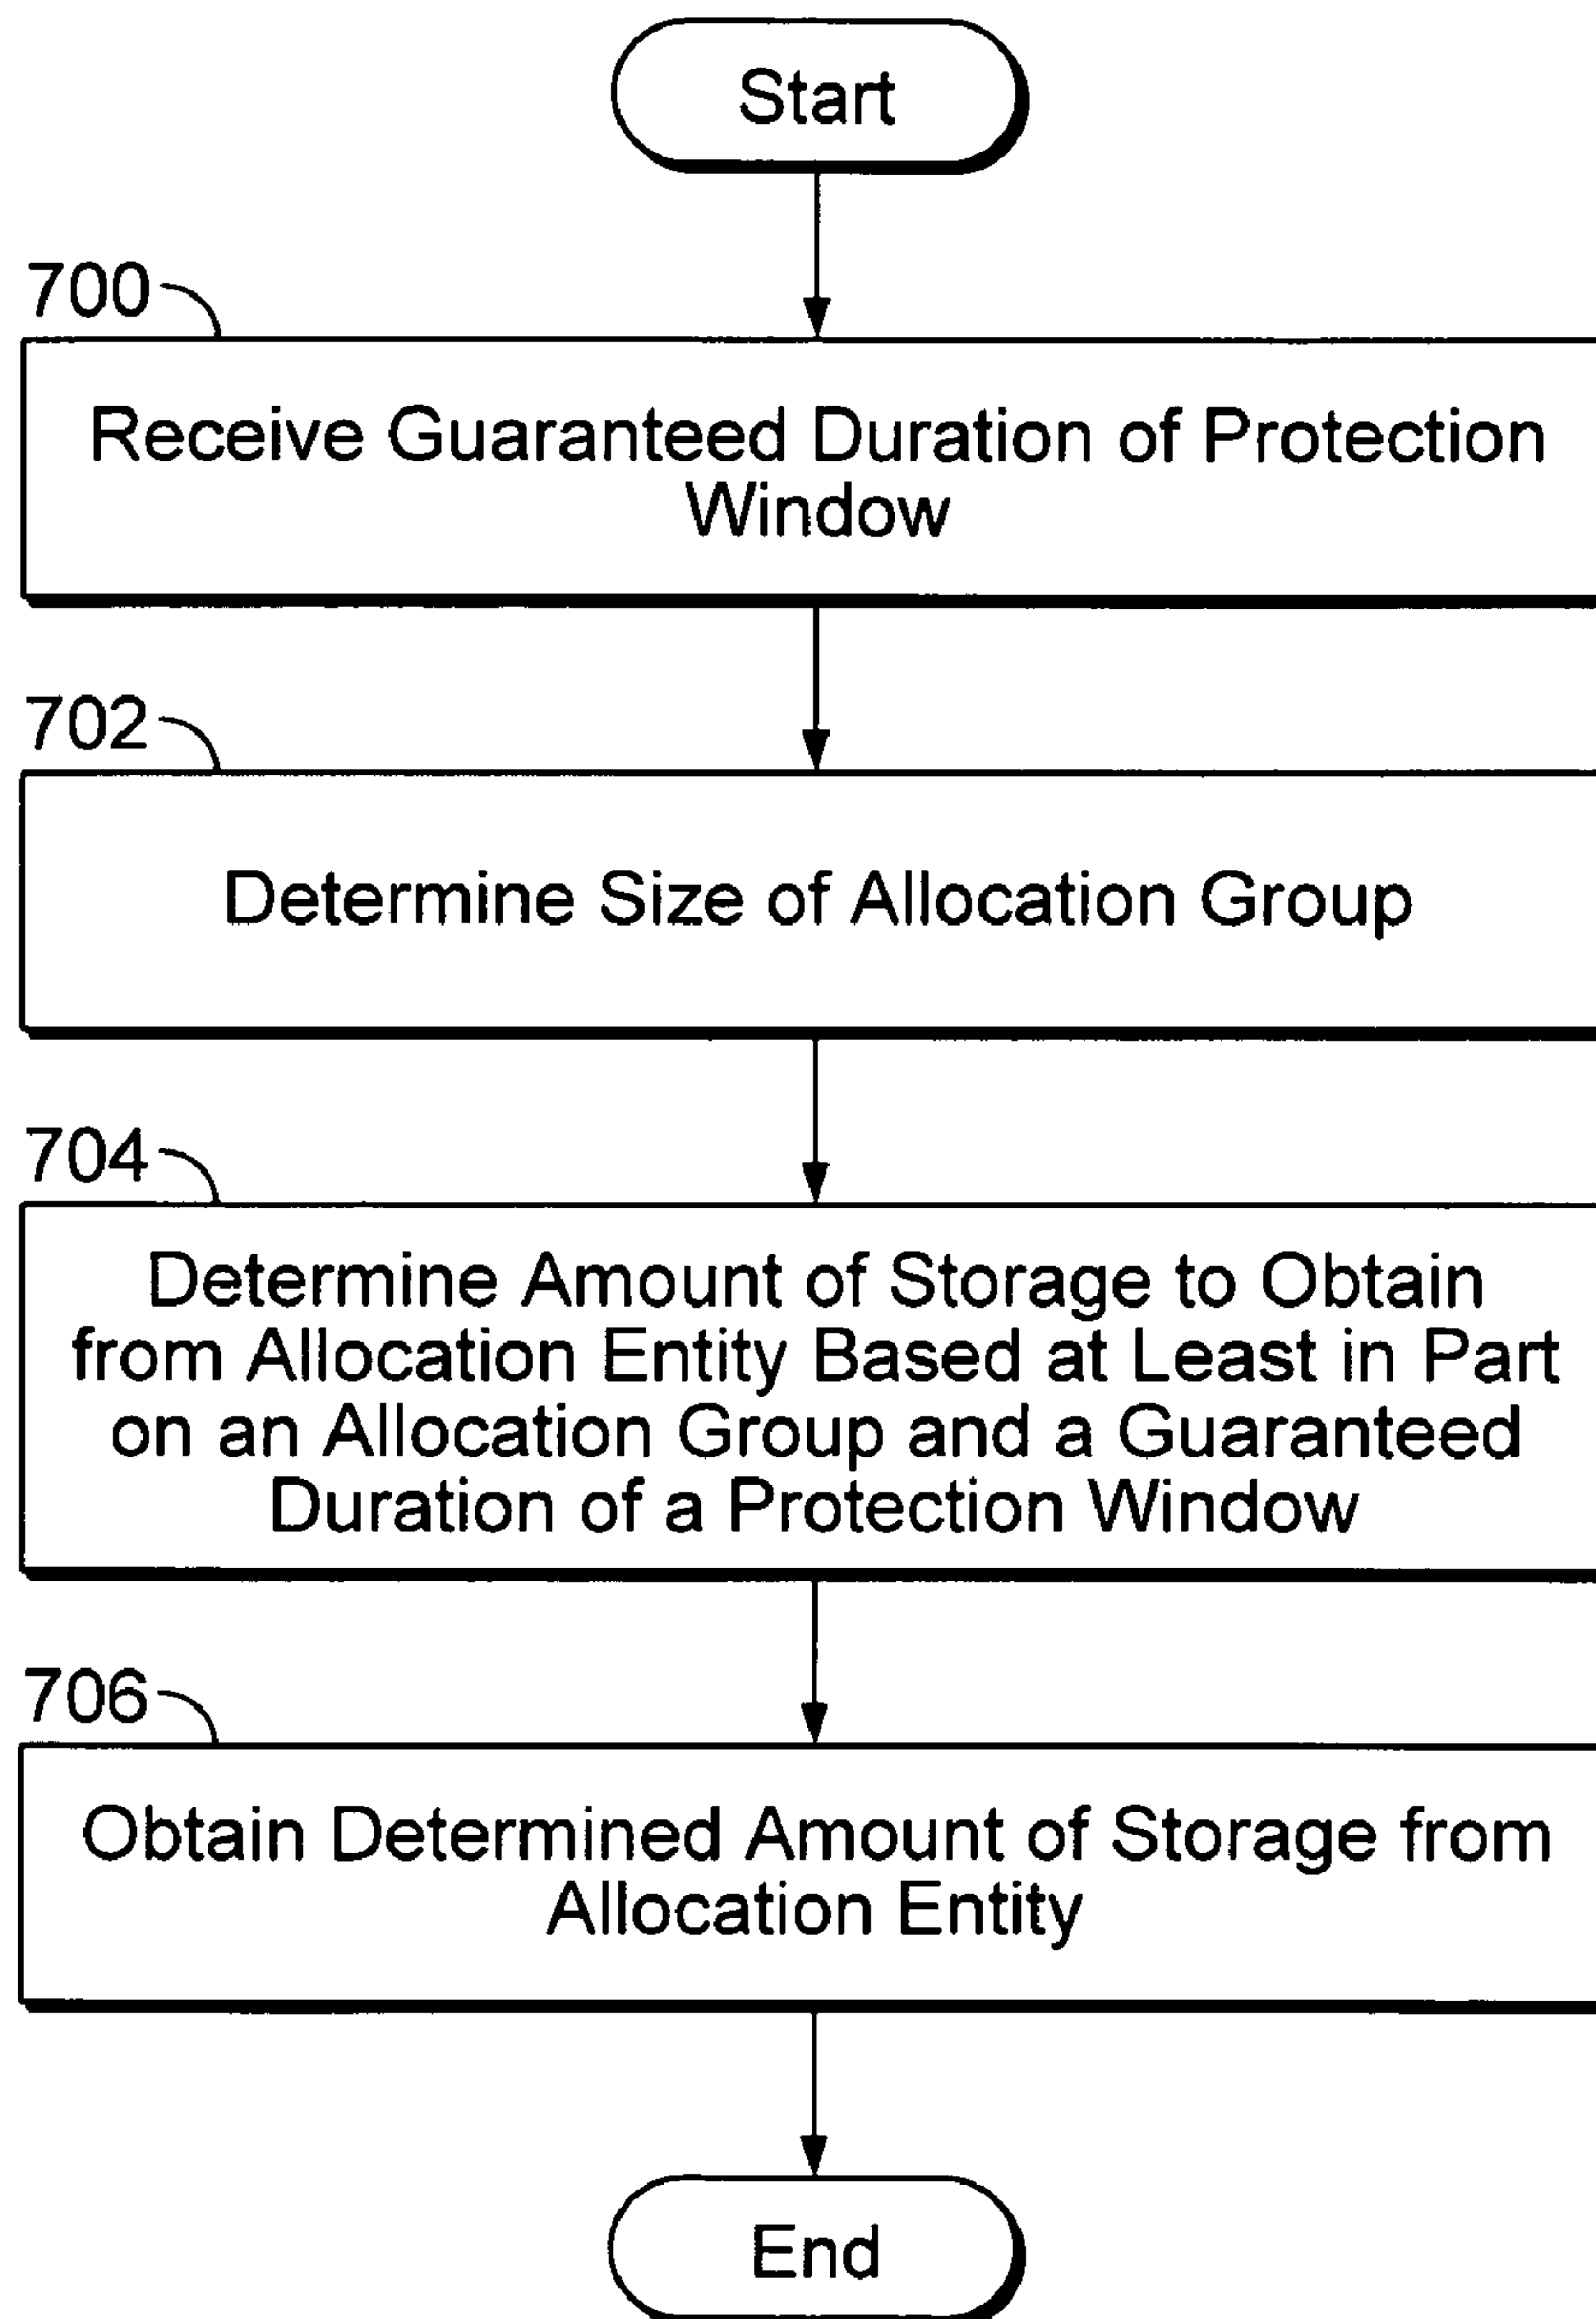 Start
700
Receive Guaranteed Duration of Protection
Window
702
Determine Size of Allocation Group
704
Determine Amount of Storage to Obtain
from Allocation Entity Based at Least in Part
on an Allocation Group and a Guaranteed
Duration of a Protection Window
706
Obtain Determined Amount of Storage from
Allocation Entity
End